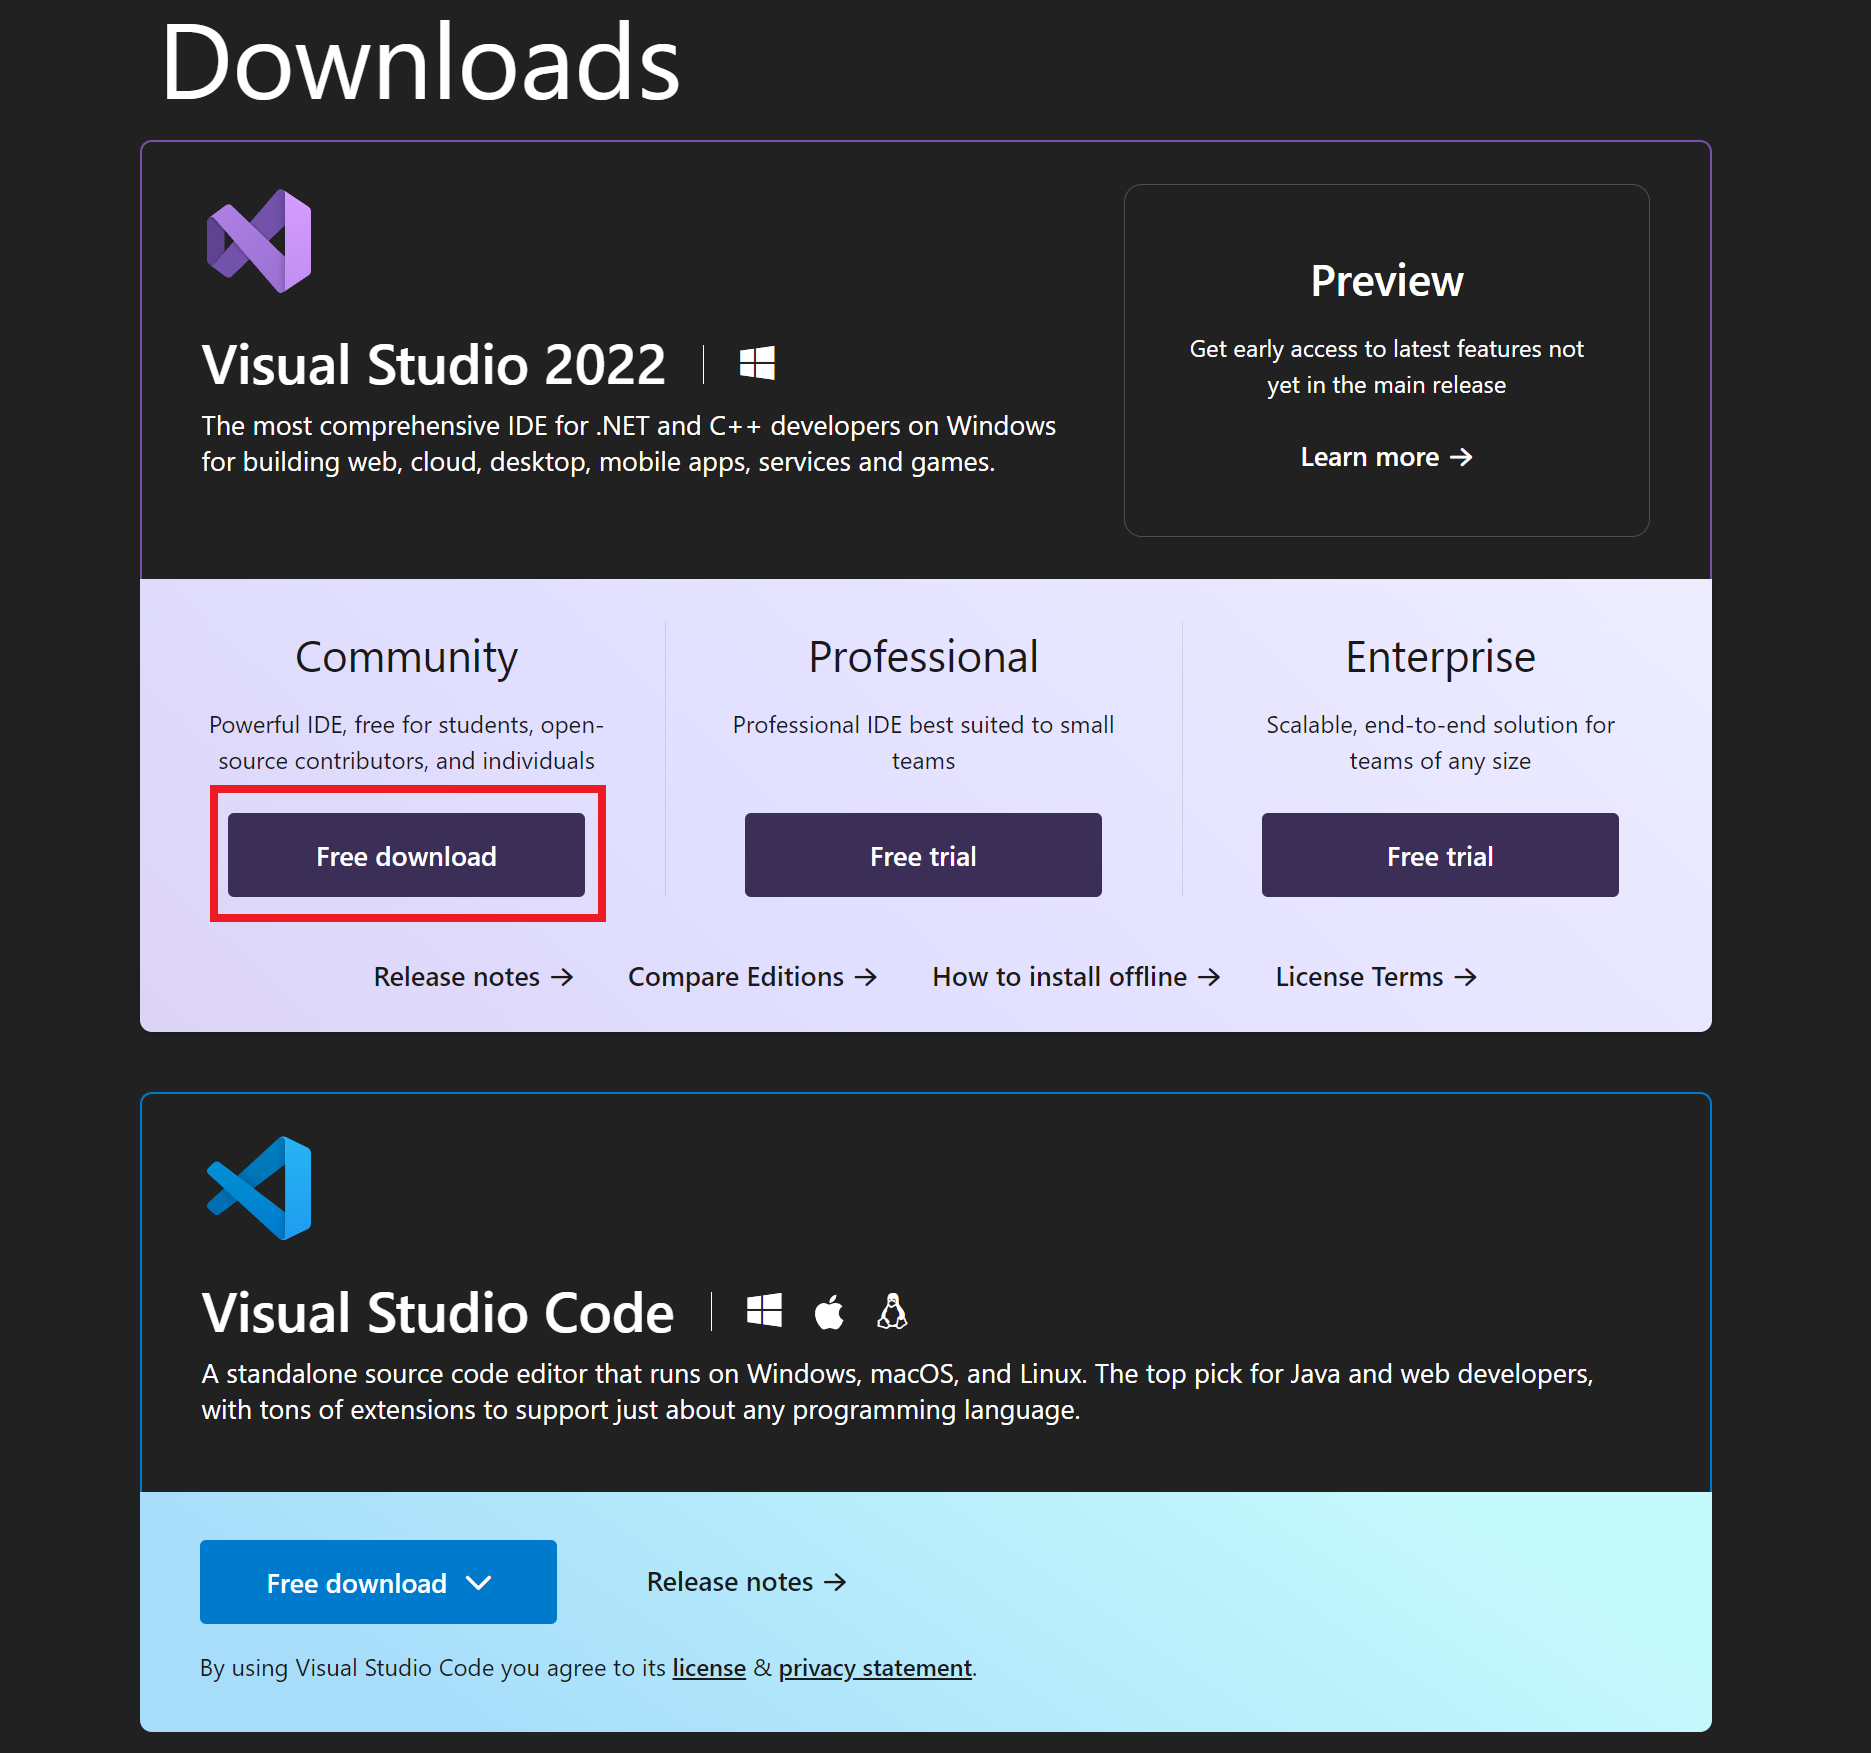 Downloads
Visual Studio 2022
The most comprehensive IDE for .NET and C++ developers on Windows
for building web, cloud, desktop, mobile apps, services and games.
Preview
Get early access to latest features not
yet in the main release
Learn more →
Community
Powerful IDE, free for students, open-
source contributors, and individuals
Free download
Professional
Professional IDE best suited to small
teams
Free trial
Enterprise
Scalable, end-to-end solution for
teams of any size
Free trial
Release notes → Compare Editions → How to install offline → License Terms →
Visual Studio Code
A standalone source code editor that runs on Windows, macOS, and Linux. The top pick for Java and web developers,
with tons of extensions to support just about any programming language.
Free download
Release notes →
By using Visual Studio Code you agree to its license & privacy statement.